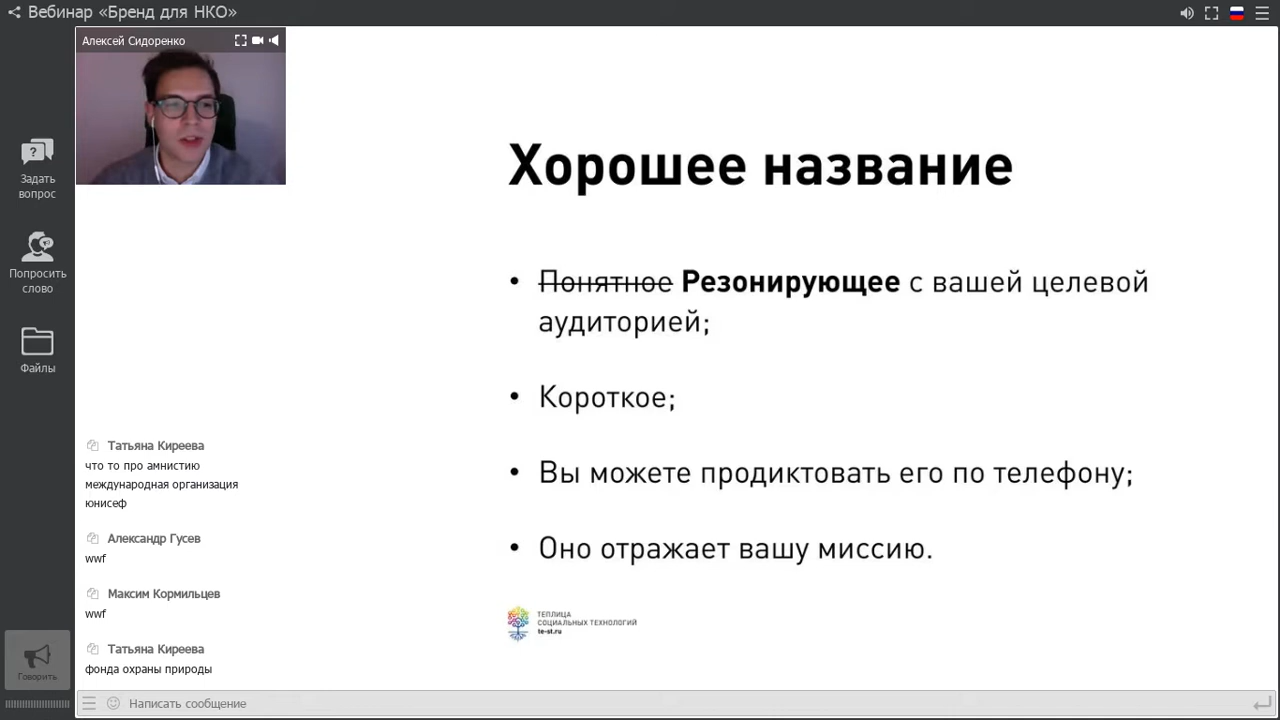 Вебинар «Бренд для НКО»
Алексей Сидоренко
Задать
вопрос
Попросить
слово
Файлы
Хорошее название
• Понятное Резонирующее с вашей целевой
аудиторией;
• Короткое;
• Вы можете продиктовать его по телефону;
• Оно отражает вашу миссию.
ТЕПЛИЦА
СОЦИАЛЬНЫХ ТЕХНОЛОГИЙ
te-st.ru
Татьяна Киреева
что то про амнистию
международная организация
юнисеф
Александр Гусев
wwf
Максим Кормильцев
wwf
Татьяна Киреева
фонда охраны природы
Говорить
Написать сообщение